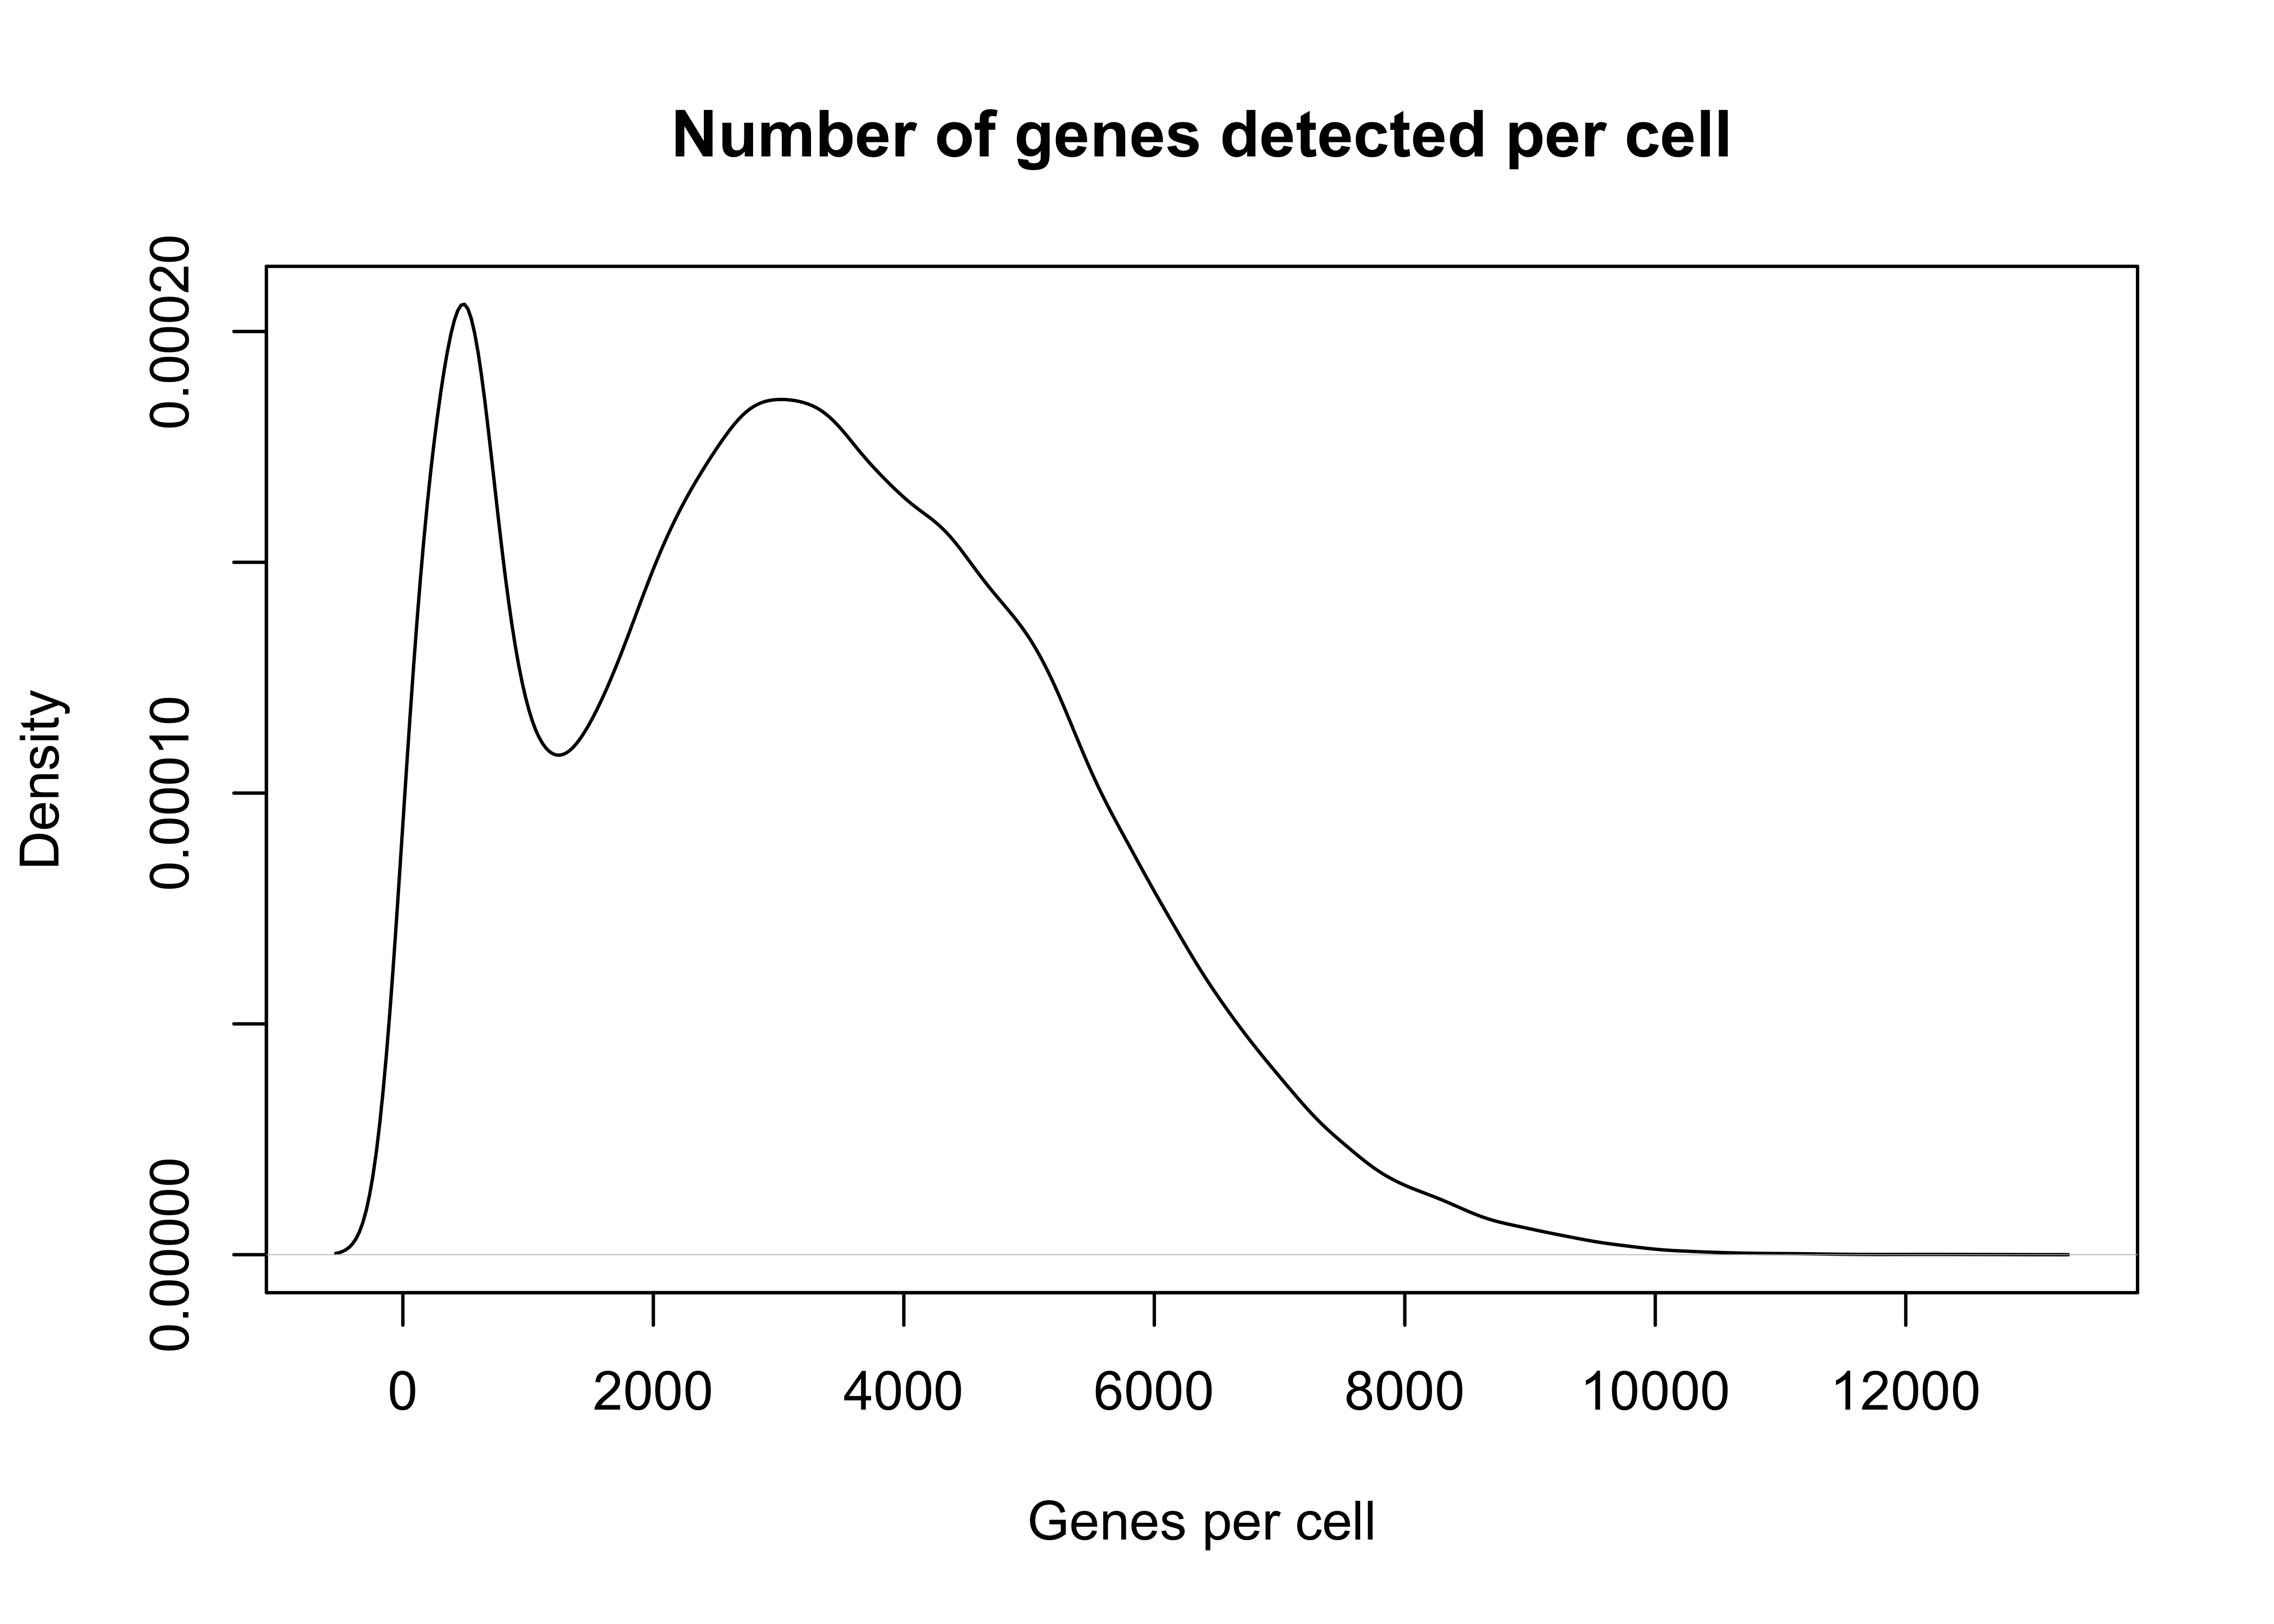 Number of genes detected per cell
Density
0.00020
0.00010
0.00000
0 2000 4000 6000 8000 10000 12000
Genes per cell